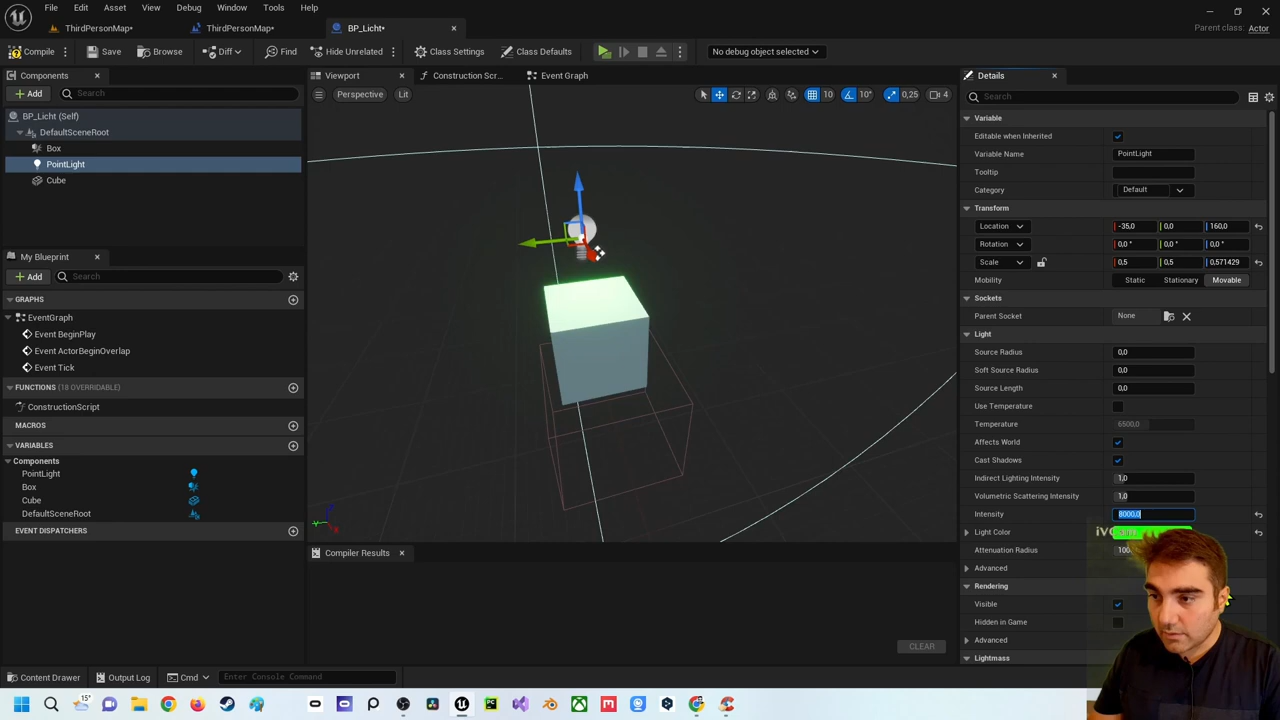 File
Edit
Asset
View
Debug
Window
Tools
Help
ThirdPersonMap•
ThirdPersonMap•
BP_Licht•
Parent class: Actor
Compile
Save
Browse
Diff
Find
Hide Unrelated
Class Settings
Class Defaults
No debug object selected
Components
Add
Search
BP_Licht (Self)
DefaultSceneRoot
Box
PointLight
Cube
My Blueprint
Add
Search
GRAPHS
EventGraph
Event BeginPlay
Event ActorBeginOverlap
Event Tick
FUNCTIONS (18 OVERRIDABLE)
ConstructionScript
MACROS
VARIABLES
Components
PointLight
Box
Cube
DefaultSceneRoot
EVENT DISPATCHERS
Viewport
Construction Scr...
Event Graph
Perspective
Lit
10
10°
0,25
4
Compiler Results
CLEAR
Details
Search
Variable
Editable when Inherited
Variable Name PointLight
Tooltip
Category Default
Transform
Location -35,0 0,0 160,0
Rotation 0,0 ° 0,0 ° 0,0 °
Scale 0,5 0,5 0,571429
Mobility Static Stationary Movable
Sockets
Parent Socket None
Light
Source Radius 0,0
Soft Source Radius 0,0
Source Length 0,0
Use Temperature
Temperature 6500,0
Affects World
Cast Shadows
Indirect Lighting Intensity 1,0
Volumetric Scattering Intensity 1,0
Intensity 8000,0
Light Color
Attenuation Radius 100
Advanced
Rendering
Visible
Hidden in Game
Advanced
Lightmass
Content Drawer
Output Log
Cmd
Enter Console Command
15°